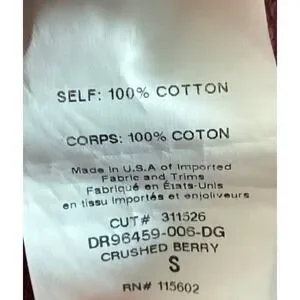 SELF: 100% COTTON
CORPS: 100% COTON
Made in U.S.A of Imported
Fabric and Trims
Fabriqué en États-Unis
en tissu importés et enjoliveurs
CUT# 311526
DR96459-006-DG
CRUSHED BERRY
S
RN# 115602